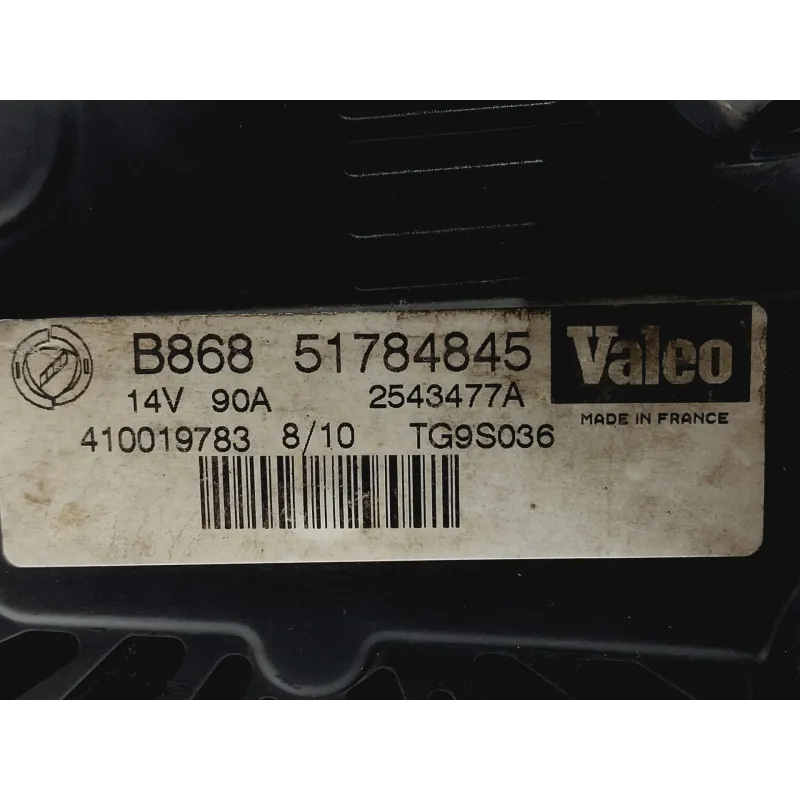 B868 51784845 Valeo
14V 90A 2543477A MADE IN FRANCE
410019783 8/10 TG9S036